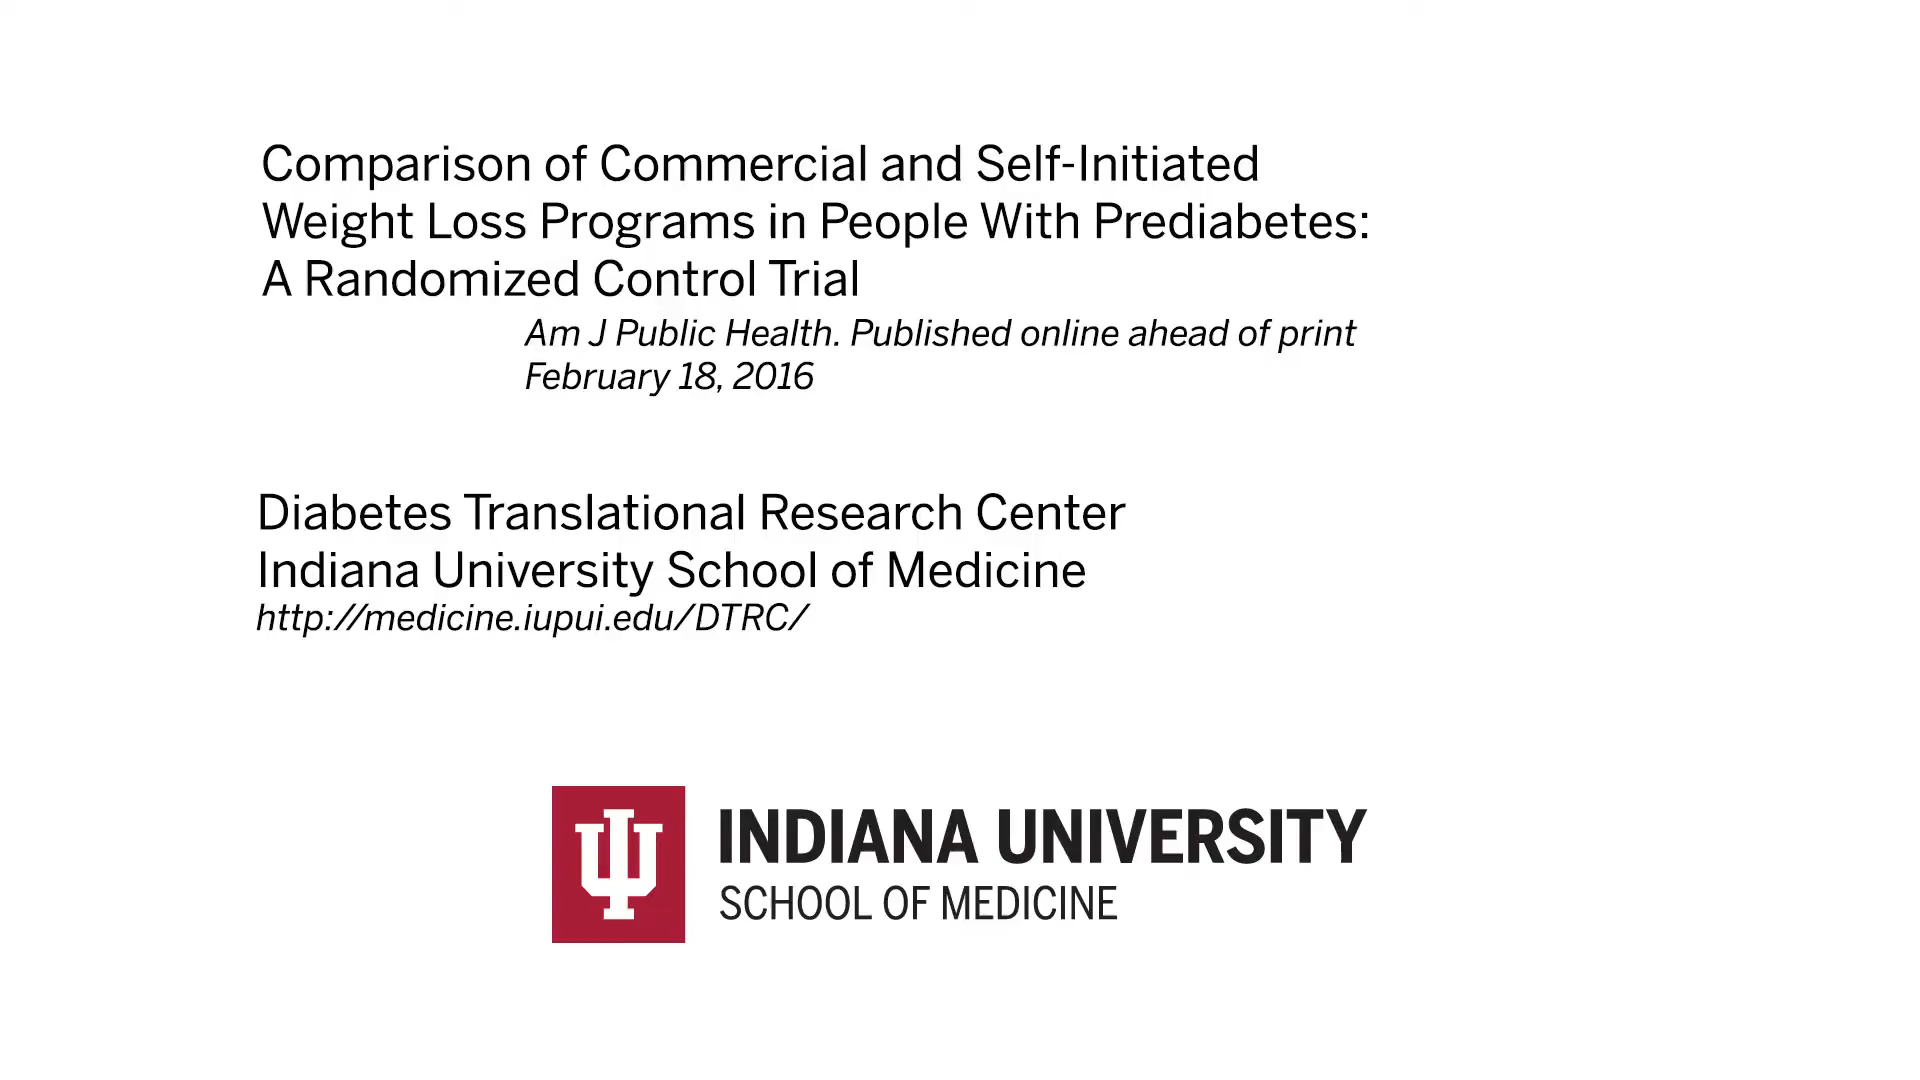 Comparison of Commercial and Self-Initiated
Weight Loss Programs in People With Prediabetes:
A Randomized Control Trial
Am J Public Health. Published online ahead of print
February 18, 2016
Diabetes Translational Research Center
Indiana University School of Medicine
http://medicine.iupui.edu/DTRC/
INDIANA UNIVERSITY
SCHOOL OF MEDICINE